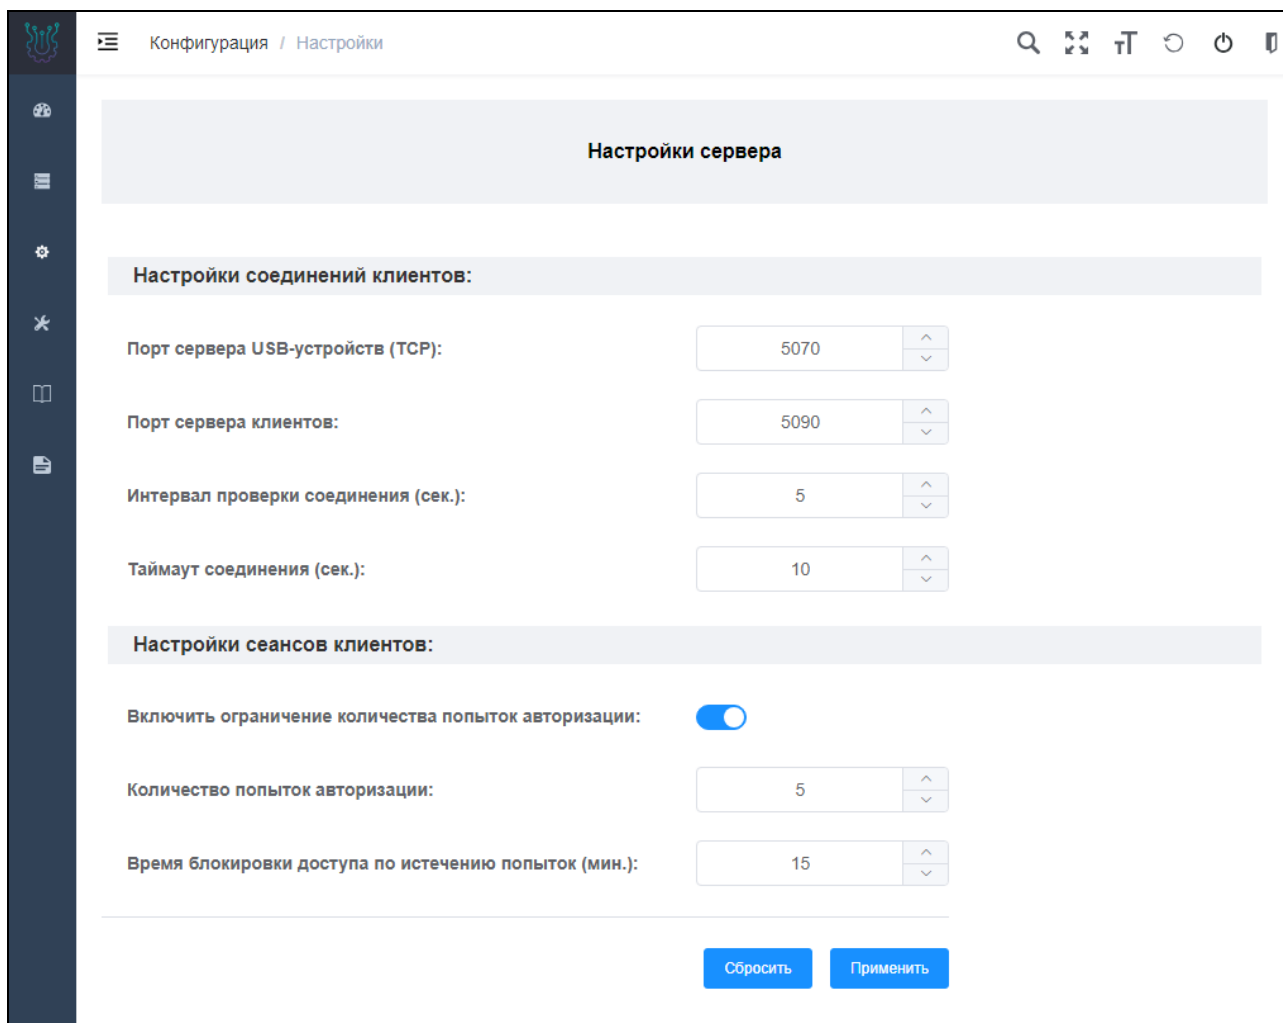 Конфигурация / Настройки
Настройки сервера
Настройки соединений клиентов:
Порт сервера USB-устройств (TCP): 5070
Порт сервера клиентов: 5090
Интервал проверки соединения (сек.): 5
Таймаут соединения (сек.): 10
Настройки сеансов клиентов:
Включить ограничение количества попыток авторизации:
Количество попыток авторизации: 5
Время блокировки доступа по истечению попыток (мин.): 15
Сбросить Применить